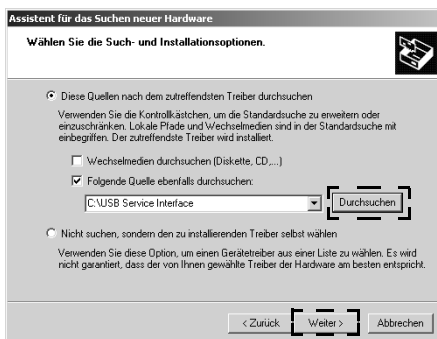 Assistent für das Suchen neuer Hardware
Wählen Sie die Such- und Installationsoptionen.
Diese Quellen nach dem zutreffendsten Treiber durchsuchen
Verwenden Sie die Kontrollkästchen, um die Standardsuche zu erweitern oder
einzuschränken. Lokale Pfade und Wechselmedien sind in der Standardsuche mit
einbegriffen. Der zutreffendste Treiber wird installiert.
Wechselmedien durchsuchen (Diskette, CD,...)
Folgende Quelle ebenfalls durchsuchen:
C:\USB Service Interface
Durchsuchen
Nicht suchen, sondern den zu installierenden Treiber selbst wählen
Verwenden Sie diese Option, um einen Gerätetreiber aus einer Liste zu wählen. Es wird
nicht garantiert, dass der von Ihnen gewählte Treiber der Hardware am besten entspricht.
< Zurück Weiter > Abbrechen